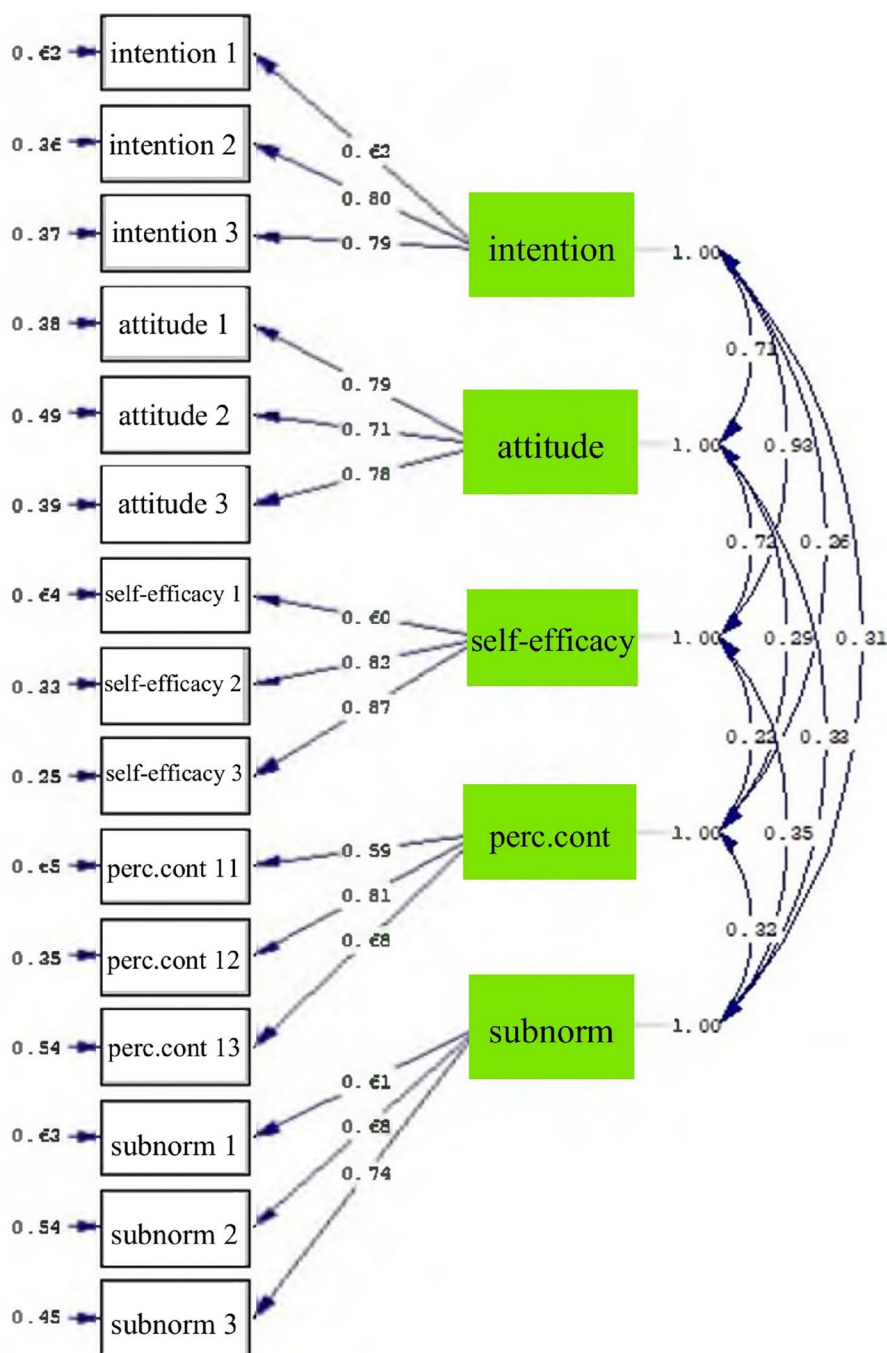 0.62
intention 1
0.36
intention 2
0.37
intention 3
0.38
attitude 1
0.49
attitude 2
0.39
attitude 3
0.64
self-efficacy 1
0.33
self-efficacy 2
0.25
self-efficacy 3
0.65
perc.cont 11
0.35
perc.cont 12
0.54
perc.cont 13
0.63
subnorm 1
0.54
subnorm 2
0.45
subnorm 3
0.62
0.80
0.79
0.79
0.71
0.78
0.60
0.82
0.87
0.59
0.81
0.68
0.61
0.68
0.74
intention
attitude
self-efficacy
perc.cont
subnorm
1.00
1.00
1.00
1.00
1.00
0.71
0.93
0.72
0.26
0.29
0.31
0.33
0.35
0.32